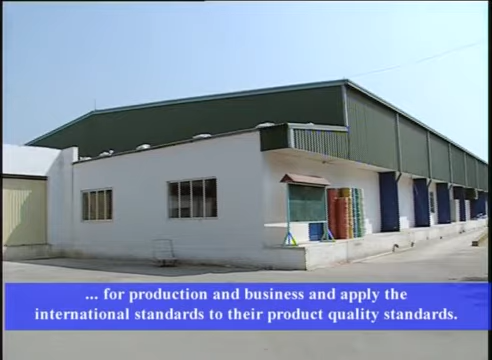 ... for production and business and apply the
international standards to their product quality standards.